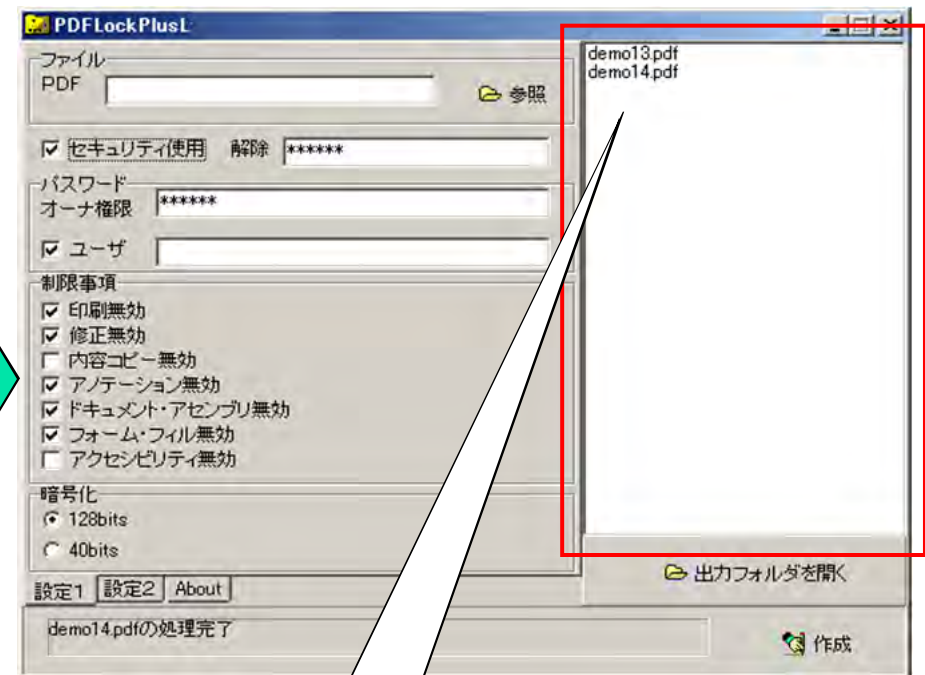 PDFLockPlusL
ファイル
PDF
参照
セキュリティ使用 解除 ******
パスワード
オーナ権限 ******
ユーザ
制限事項
印刷無効
修正無効
内容コピー無効
アノテーション無効
ドキュメント・アセンブリ無効
フォーム・フィル無効
アクセシビリティ無効
暗号化
128bits
40bits
設定1 設定2 About
demo14.pdfの処理完了
demo13.pdf
demo14.pdf
出力フォルダを開く
作成